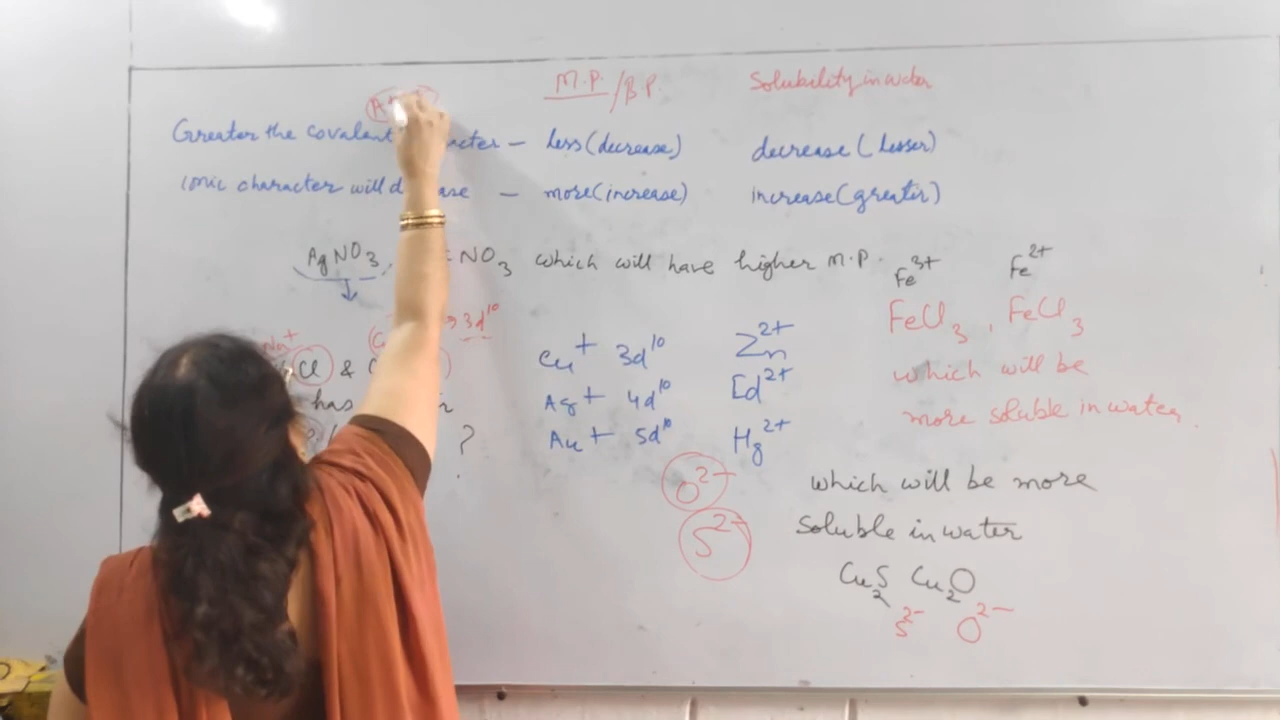 M.P. / B.P. Solubility in water
Greater the covalent – less (decrease) decrease (lesser)
ionic character will – more (increase) increase (greater)
AgNO3 NO3 which will have higher M.P.
Fe3+ Fe2+
3d10
Na+
Cl &
has
?
Cu+ 3d10 Zn2+
Ag+ 4d10 Cd2+
Au+ 5d10 Hg2+
FeCl3, FeCl3
which will be
more soluble in water.
O2-
S2-
which will be more
soluble in water
Cu2S Cu2O
S2- O2-